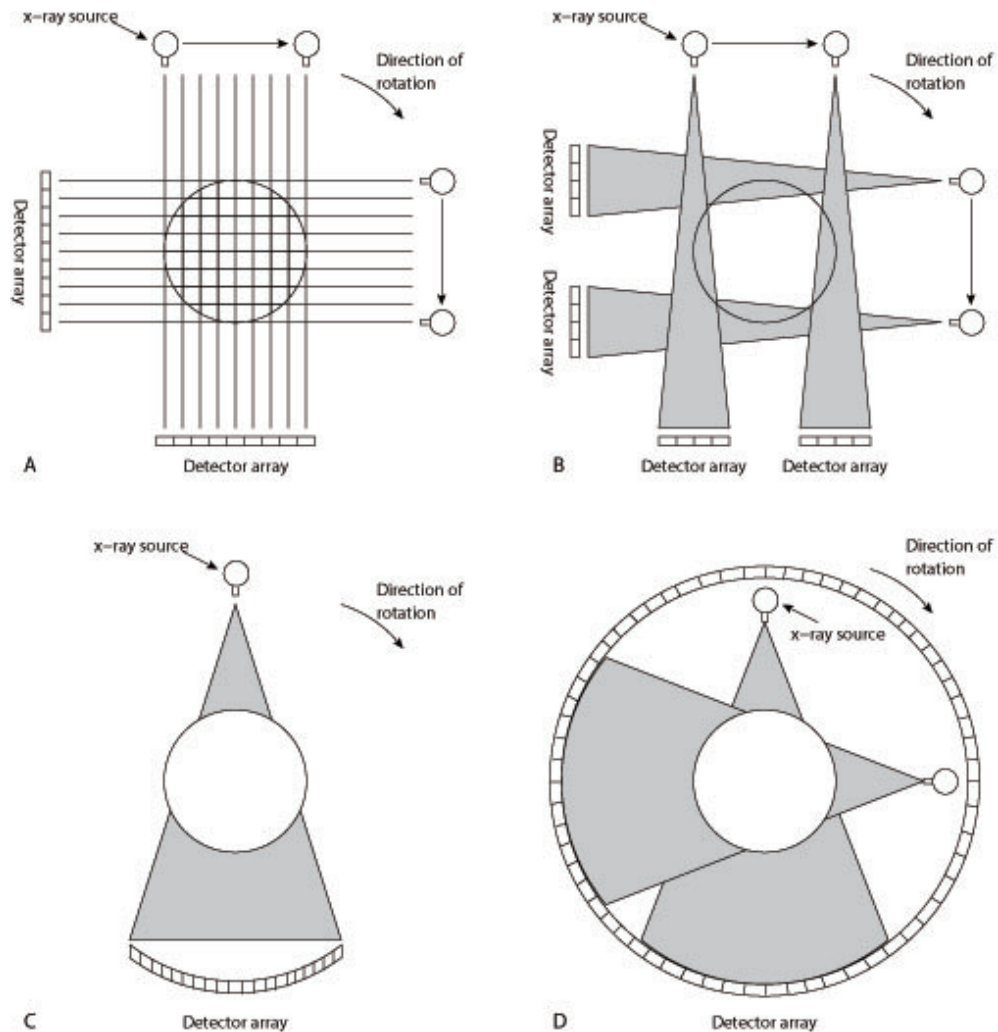 x-ray source
Direction of
rotation
Detector array
Detector array
A
x-ray source
Direction of
rotation
Detector array
Detector array
Detector array
Detector array
B
x-ray source
Direction of
rotation
Detector array
C
Direction of
rotation
x-ray source
Detector array
D